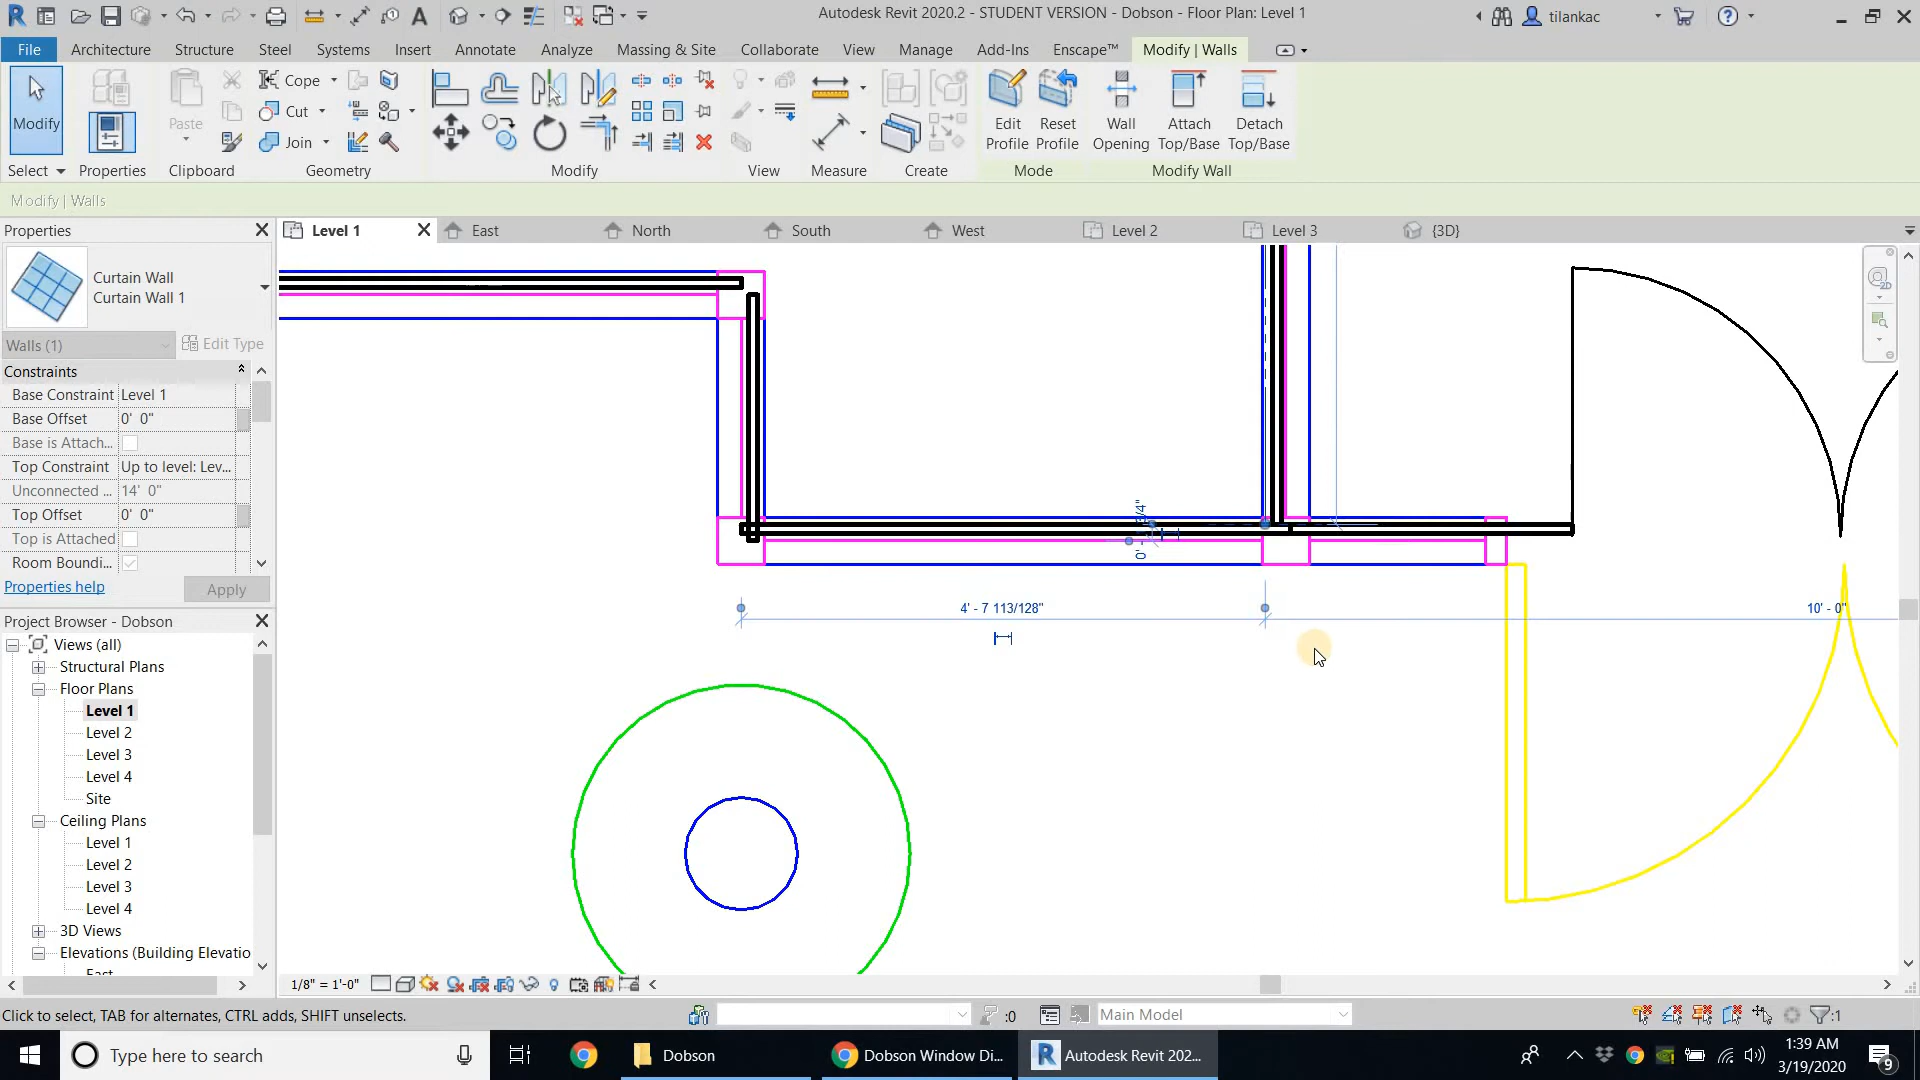 Autodesk Revit 2020.2 - STUDENT VERSION - Dobson - Floor Plan: Level 1
tilankac
File
Architecture
Structure
Steel
Systems
Insert
Annotate
Analyze
Massing & Site
Collaborate
View
Manage
Add-Ins
Enscape™
Modify | Walls
Modify
Paste
Cope
Cut
Join
Edit Profile
Reset Profile
Wall Opening
Attach Top/Base
Detach Top/Base
Select
Properties
Clipboard
Geometry
Modify
View
Measure
Create
Mode
Modify Wall
Modify | Walls
Properties
Level 1
East
North
South
West
Level 2
Level 3
{3D}
Curtain Wall
Curtain Wall 1
Walls (1)
Edit Type
Constraints
Base Constraint Level 1
Base Offset 0' 0"
Base is Attach...
Top Constraint Up to level: Lev...
Unconnected ... 14' 0"
Top Offset 0' 0"
Top is Attached
Room Boundi...
Properties help
Apply
Project Browser - Dobson
Views (all)
Structural Plans
Floor Plans
Level 1
Level 2
Level 3
Level 4
Site
Ceiling Plans
Level 1
Level 2
Level 3
Level 4
3D Views
Elevations (Building Elevatio
East
4' - 7 113/128"
10' - 0"
2D
1/8" = 1'-0"
Click to select, TAB for alternates, CTRL adds, SHIFT unselects.
:0
Main Model
:1
Type here to search
Dobson
Dobson Window Di...
Autodesk Revit 202...
1:39 AM
3/19/2020
9